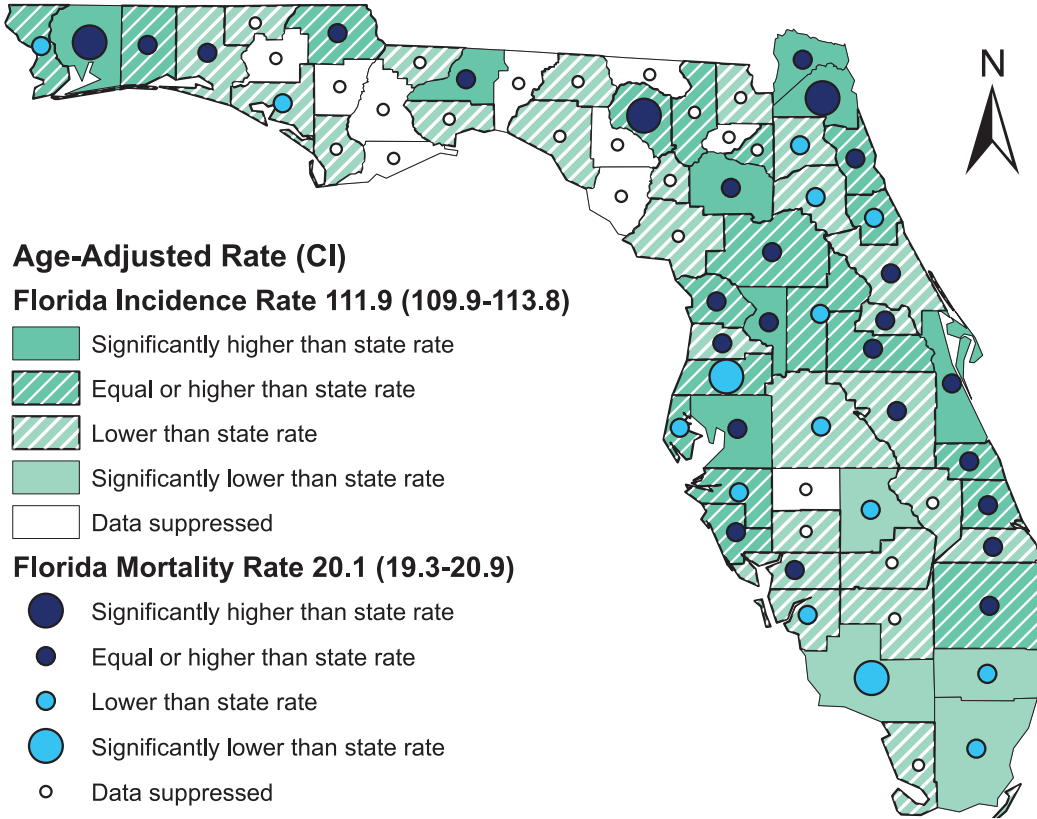 N
Age-Adjusted Rate (CI)
Florida Incidence Rate 111.9 (109.9-113.8)
Significantly higher than state rate
Equal or higher than state rate
Lower than state rate
Significantly lower than state rate
Data suppressed
Florida Mortality Rate 20.1 (19.3-20.9)
Significantly higher than state rate
Equal or higher than state rate
Lower than state rate
Significantly lower than state rate
Data suppressed